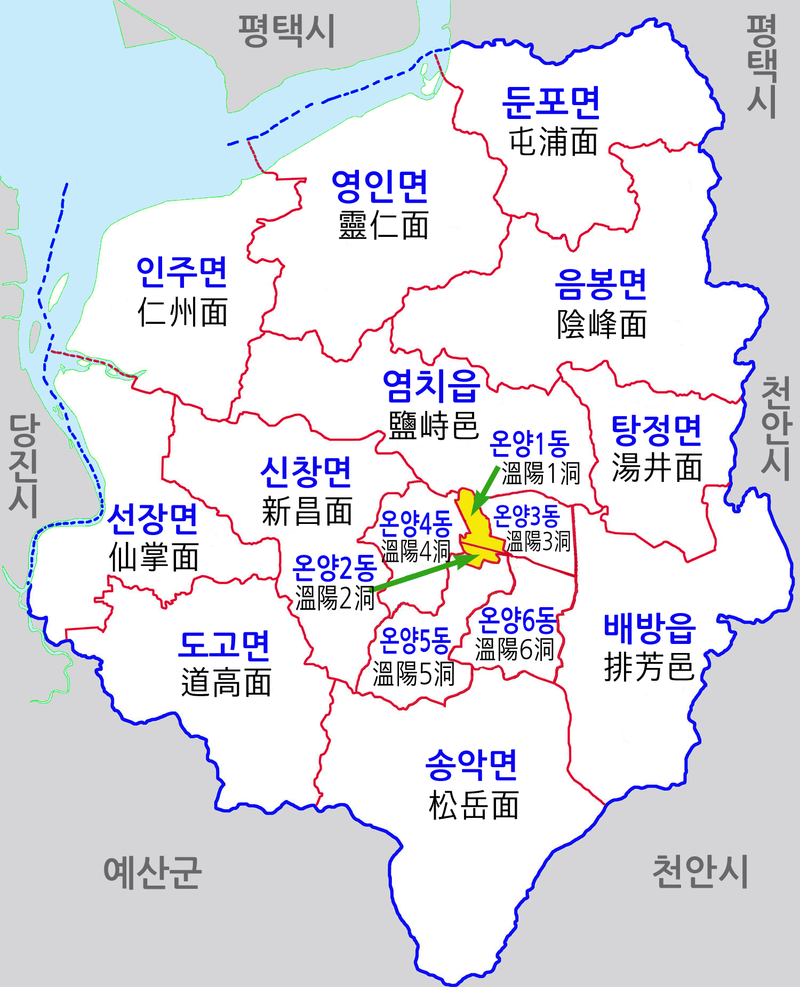 평택시
평택시
둔포면
屯浦面
영인면
靈仁面
인주면
仁州面
음봉면
陰峰面
염치읍
鹽峙邑
천안시
당진시
탕정면
湯井面
온양1동
溫陽1洞
신창면
新昌面
선장면
仙掌面
온양4동
溫陽4洞
온양3동
溫陽3洞
온양2동
溫陽2洞
온양5동
溫陽5洞
온양6동
溫陽6洞
배방읍
排芳邑
도고면
道高面
송악면
松岳面
예산군
천안시